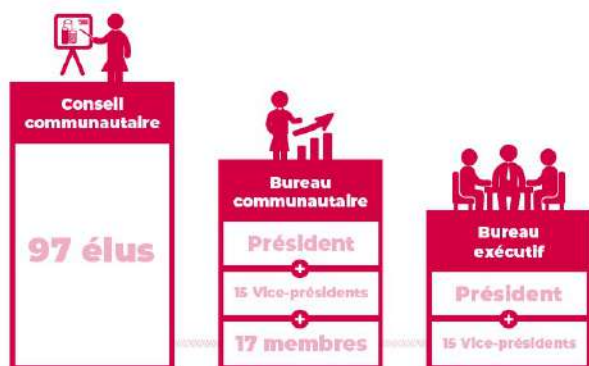 Conseil
communautaire
97 élus
Bureau
communautaire
Président
+
15 Vice-présidents
+
17 membres
Bureau
exécutif
Président
+
15 Vice-présidents